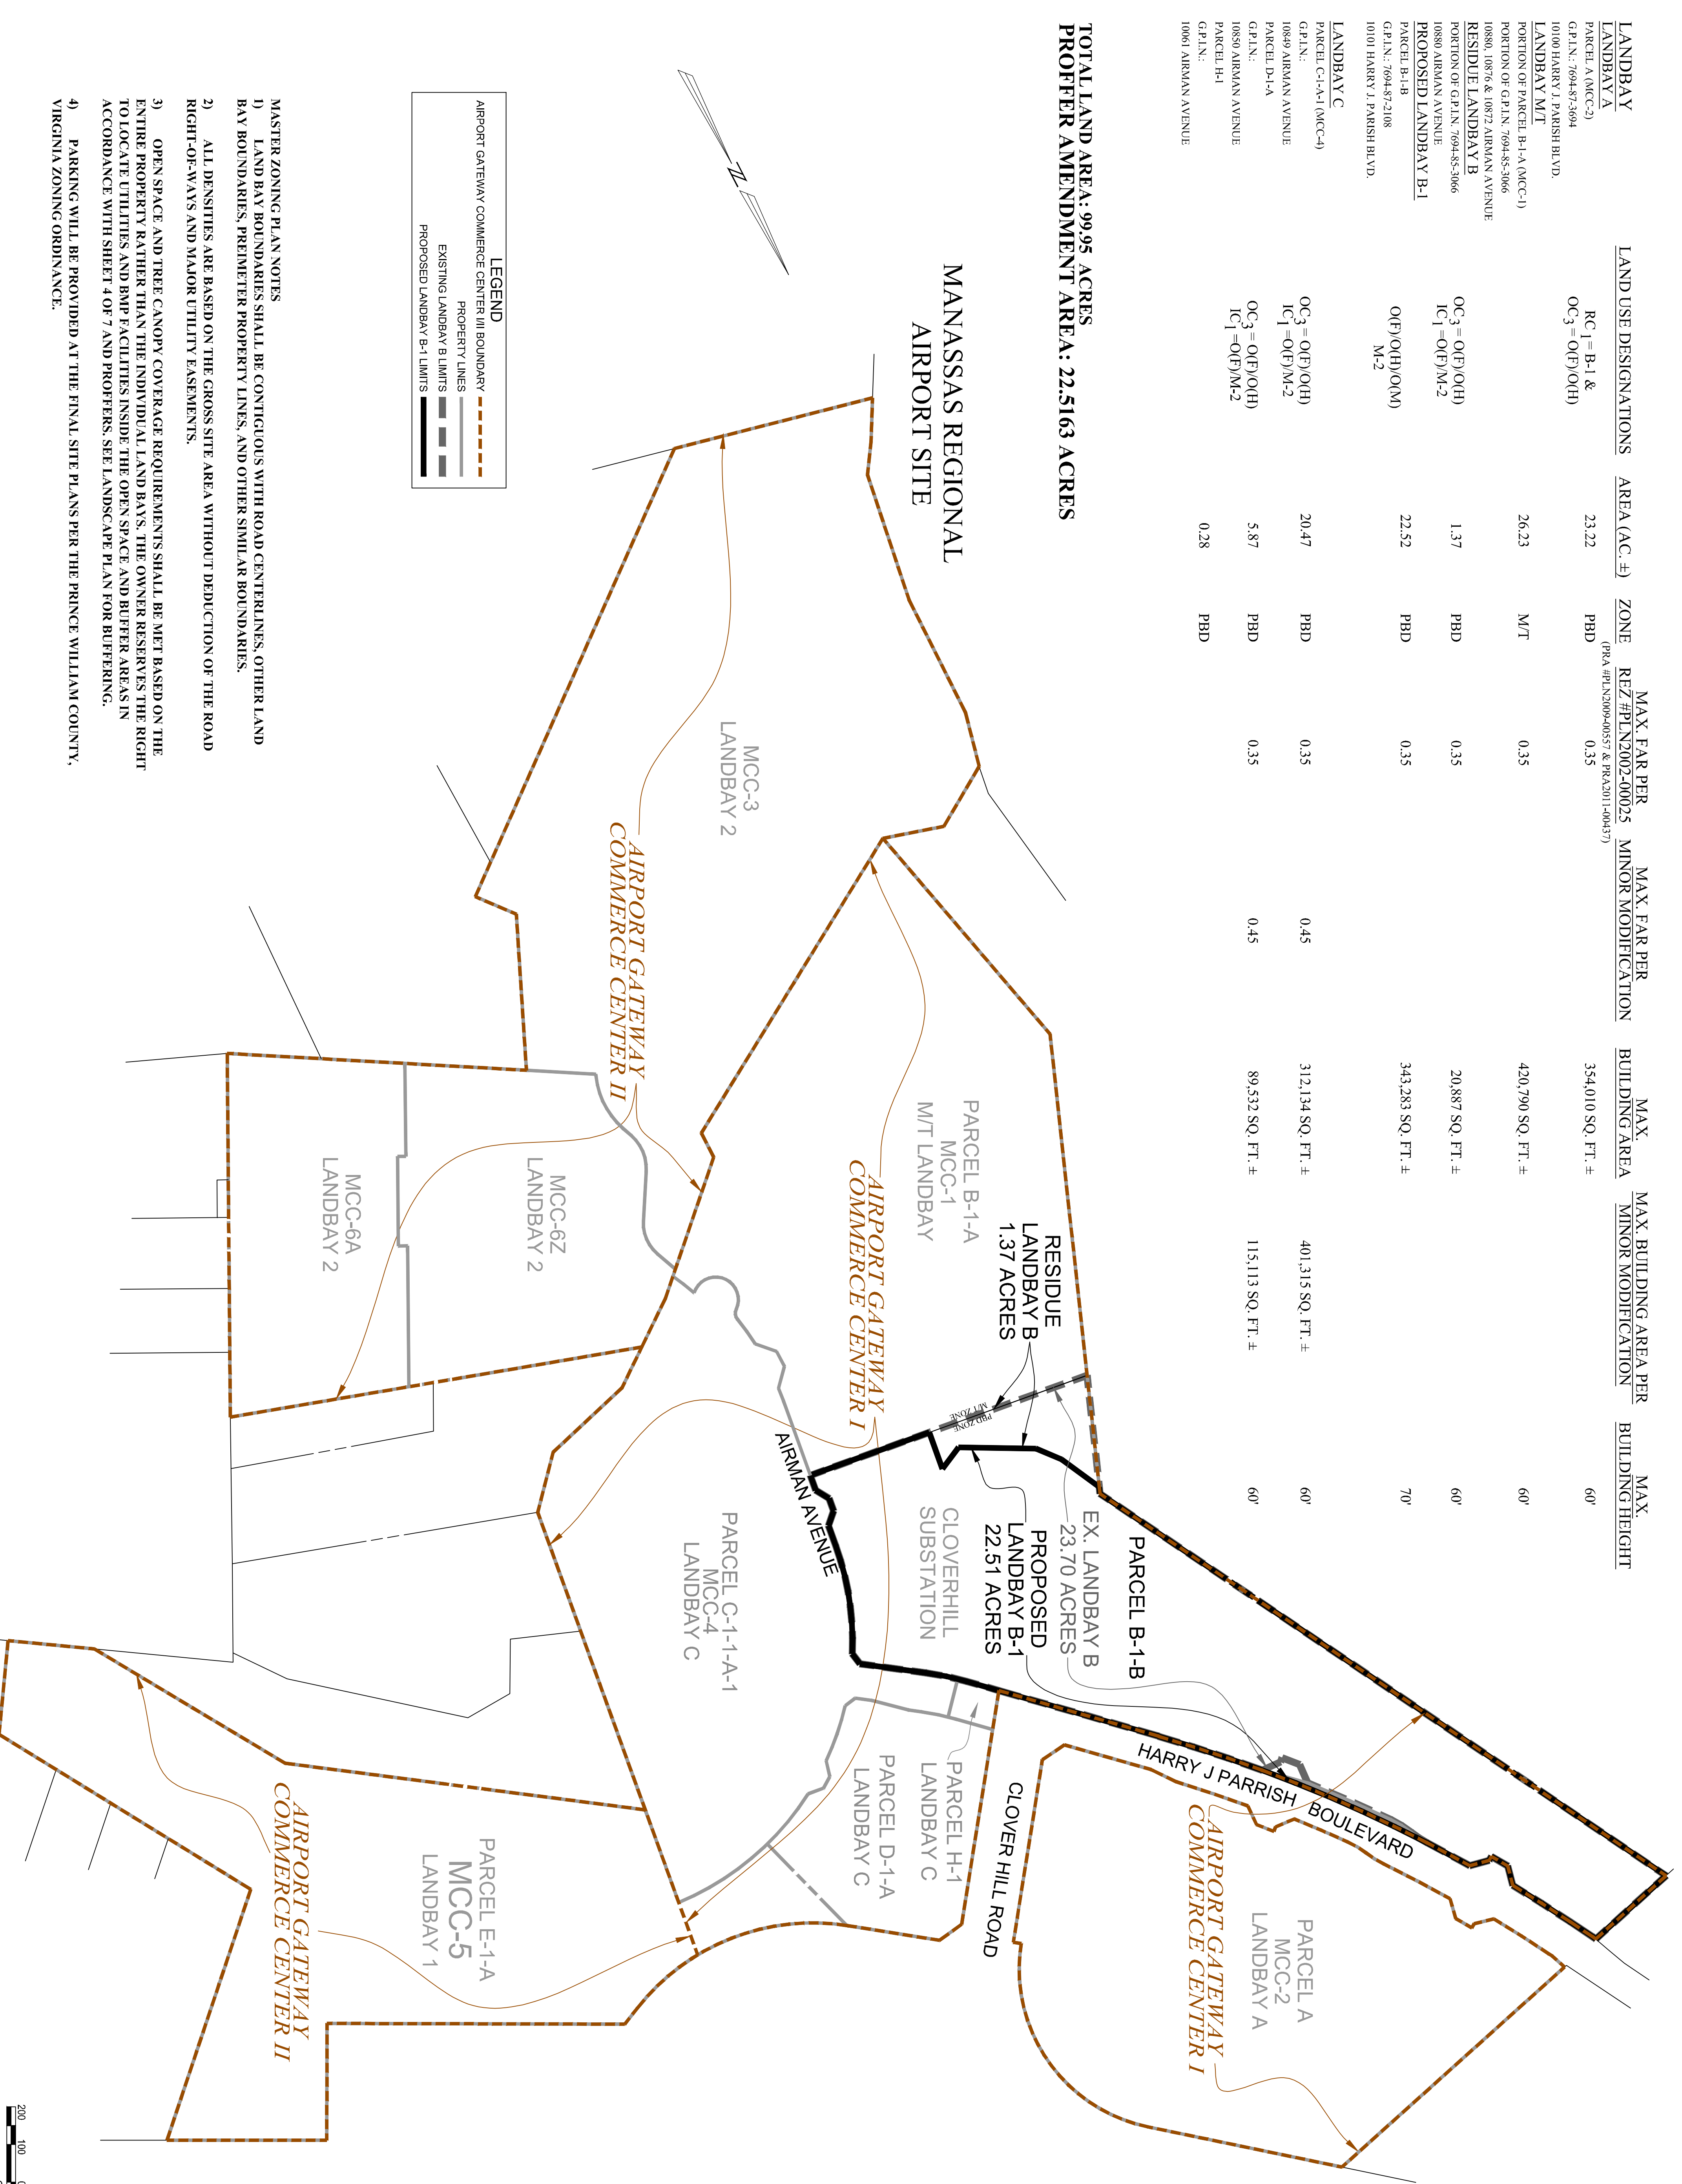 LANDBAY
LAND USE DESIGNATIONS
AREA (AC. ±)
ZONE
MAX. FAR PER
REZ #PLN2002-00025
(PRA #PLN2009-00557 & PRA2011-00437)
MAX. FAR PER
MINOR MODIFICATION
MAX.
BUILDING AREA
MAX. BUILDING AREA PER
MINOR MODIFICATION
MAX.
BUILDING HEIGHT
LANDBAY A
PARCEL A (MCC-2)
G.P.I.N.: 7694-87-3694
10100 HARRY J. PARISH BLVD.
RC 1 = B-1 &
OC 3 = O(F)/O(H)
23.22
PBD
0.35
354,010 SQ. FT. ±
60'
LANDBAY M/T
PORTION OF PARCEL B-1-A (MCC-1)
PORTION OF G.P.I.N. 7694-85-3066
10880, 10876 & 10872 AIRMAN AVENUE
26.23
M/T
0.35
420,790 SQ. FT. ±
60'
RESIDUE LANDBAY B
PORTION OF G.P.I.N. 7694-85-3066
10880 AIRMAN AVENUE
OC 3 = O(F)/O(H)
IC 1 =O(F)/M-2
1.37
PBD
0.35
20,887 SQ. FT. ±
60'
PROPOSED LANDBAY B-1
PARCEL B-1-B
G.P.I.N.: 7694-87-2108
10101 HARRY J. PARISH BLVD.
O(F)/O(H)/O(M)
M-2
22.52
PBD
0.35
343,283 SQ. FT. ±
70'
LANDBAY C
PARCEL C-1-A-1 (MCC-4)
G.P.I.N.:
10849 AIRMAN AVENUE
OC 3 = O(F)/O(H)
IC 1 =O(F)/M-2
20.47
PBD
0.35
0.45
312,134 SQ. FT. ±
401,315 SQ. FT. ±
60'
PARCEL D-1-A
G.P.I.N.:
10850 AIRMAN AVENUE
OC 3 = O(F)/O(H)
IC 1 =O(F)/M-2
5.87
PBD
0.35
0.45
89,532 SQ. FT. ±
115,113 SQ. FT. ±
60'
PARCEL H-1
G.P.I.N.:
10061 AIRMAN AVENUE
0.28
PBD
TOTAL LAND AREA: 99.95 ACRES
PROFFER AMENDMENT AREA: 22.5163 ACRES
MANASSAS REGIONAL
AIRPORT SITE
N
LEGEND
AIRPORT GATEWAY COMMERCE CENTER I/II BOUNDARY
PROPERTY LINES
EXISTING LANDBAY B LIMITS
PROPOSED LANDBAY B-1 LIMITS
MASTER ZONING PLAN NOTES
1) LAND BAY BOUNDARIES SHALL BE CONTIGUOUS WITH ROAD CENTERLINES, OTHER LAND
BAY BOUNDARIES, PREIMETER PROPERTY LINES, AND OTHER SIMILAR BOUNDARIES.
2) ALL DENSITIES ARE BASED ON THE GROSS SITE AREA WITHOUT DEDUCTION OF THE ROAD
RIGHT-OF-WAYS AND MAJOR UTILITY EASEMENTS.
3) OPEN SPACE AND TREE CANOPY COVERAGE REQUIREMENTS SHALL BE MET BASED ON THE
ENTIRE PROPERTY RATHER THAN THE INDIVIDUAL LAND BAYS. THE OWNER RESERVES THE RIGHT
TO LOCATE UTILITIES AND BMP FACILITIES INSIDE THE OPEN SPACE AND BUFFER AREAS IN
ACCORDANCE WITH SHEET 4 OF 7 AND PROFFERS. SEE LANDSCAPE PLAN FOR BUFFERING.
4) PARKING WILL BE PROVIDED AT THE FINAL SITE PLANS PER THE PRINCE WILLIAM COUNTY,
VIRGINIA ZONING ORDINANCE.
MCC-3
LANDBAY 2
AIRPORT GATEWAY
COMMERCE CENTER II
PARCEL B-1-A
MCC-1
M/T LANDBAY
AIRPORT GATEWAY
COMMERCE CENTER I
RESIDUE
LANDBAY B
1.37 ACRES
M/T ZONE
PBD ZONE
MCC-6Z
LANDBAY 2
MCC-6A
LANDBAY 2
PARCEL B-1-B
EX. LANDBAY B
23.70 ACRES
PROPOSED
LANDBAY B-1
22.51 ACRES
CLOVERHILL
SUBSTATION
AIRMAN AVENUE
PARCEL C-1-1-A-1
MCC-4
LANDBAY C
HARRY J PARRISH BOULEVARD
PARCEL H-1
LANDBAY C
PARCEL D-1-A
LANDBAY C
CLOVER HILL ROAD
AIRPORT GATEWAY
COMMERCE CENTER I
PARCEL A
MCC-2
LANDBAY A
PARCEL E-1-A
MCC-5
LANDBAY 1
AIRPORT GATEWAY
COMMERCE CENTER II
200 100 0